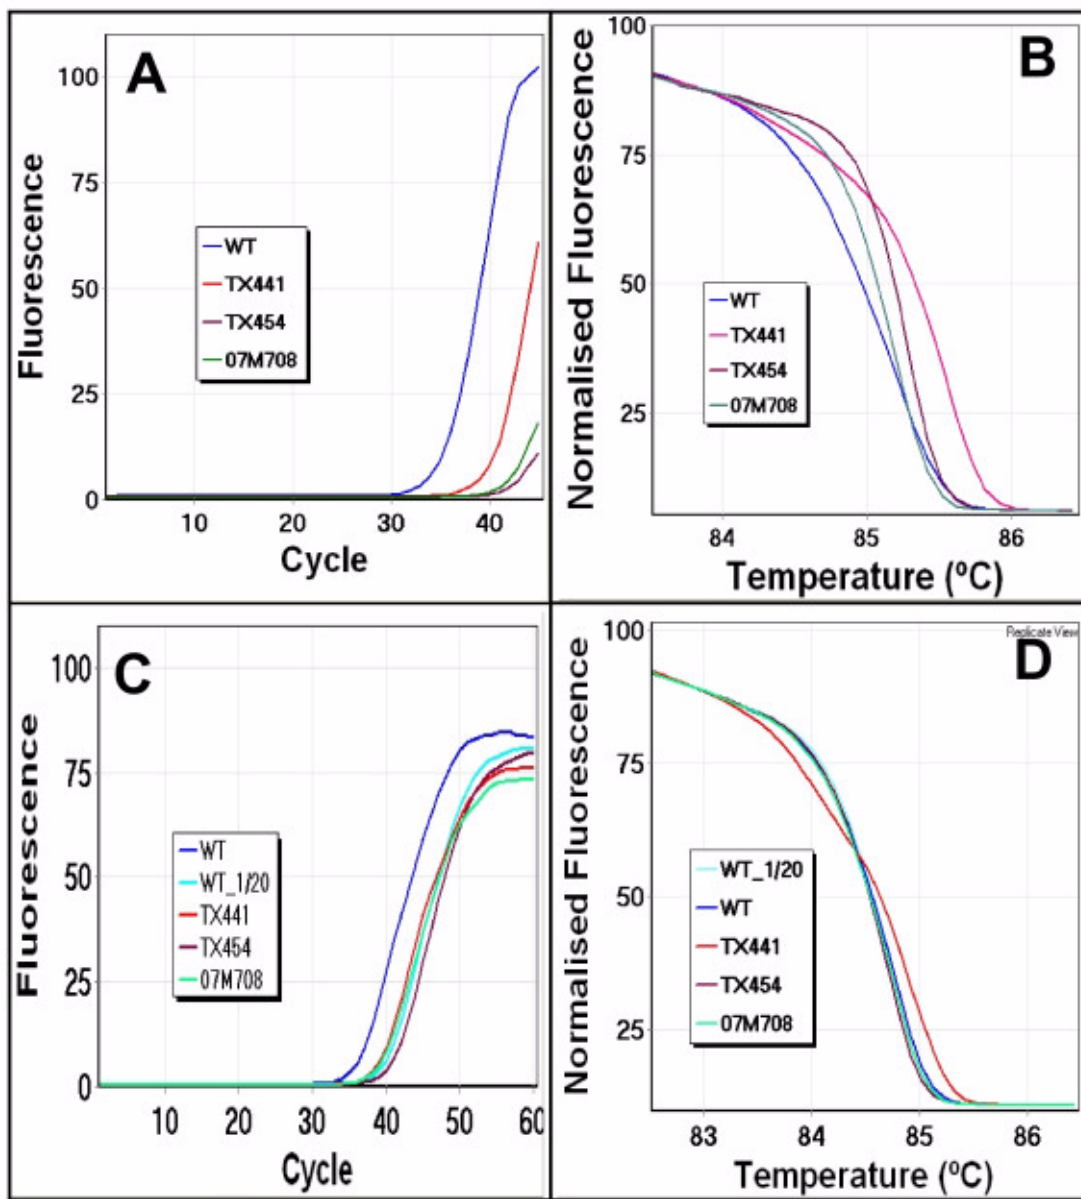 A
Fluorescence
100
75
50
25
0
WT
TX441
TX454
07M708
10
20
30
40
Cycle
B
Normalised Fluorescence
100
75
50
25
WT
TX441
TX454
07M708
84
85
86
Temperature (ºC)
C
Fluorescence
100
75
50
25
0
WT
WT_1/20
TX441
TX454
07M708
10
20
30
40
50
60
Cycle
D
Replicate View
Normalised Fluorescence
100
75
50
25
WT_1/20
WT
TX441
TX454
07M708
83
84
85
86
Temperature (ºC)